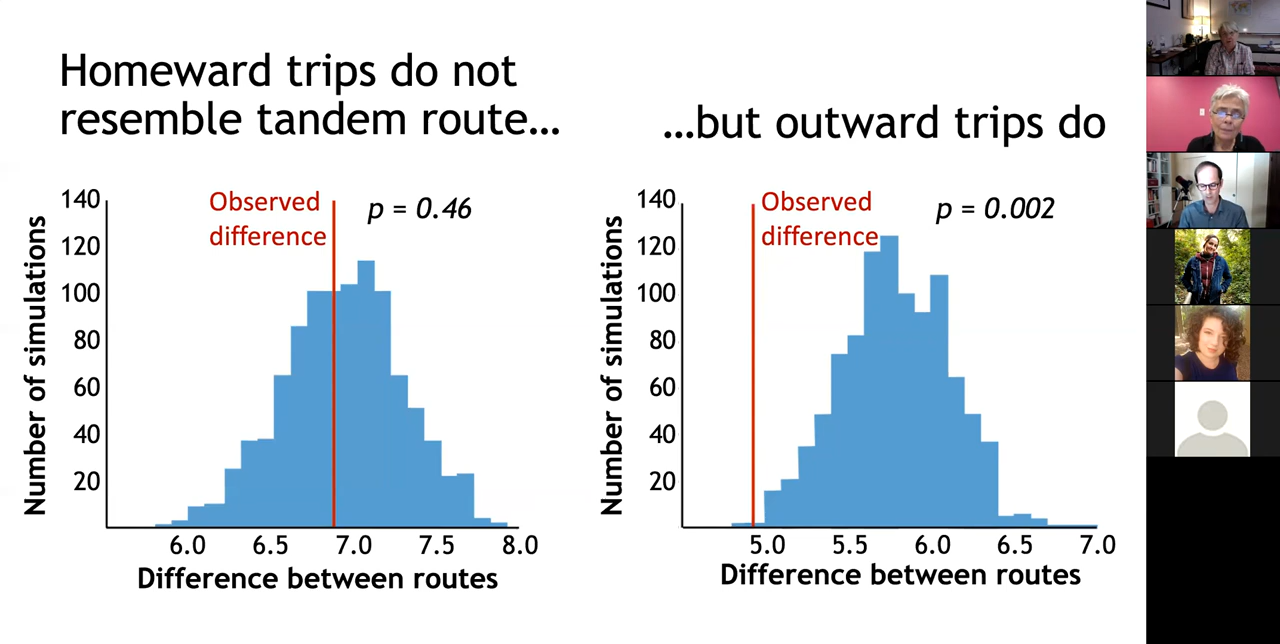 Homeward trips do not
resemble tandem route...
...but outward trips do
Observed
difference
p = 0.46
140
120
100
80
60
40
20
Number of simulations
6.0 6.5 7.0 7.5 8.0
Difference between routes
Observed
difference
p = 0.002
140
120
100
80
60
40
20
Number of simulations
5.0 5.5 6.0 6.5 7.0
Difference between routes